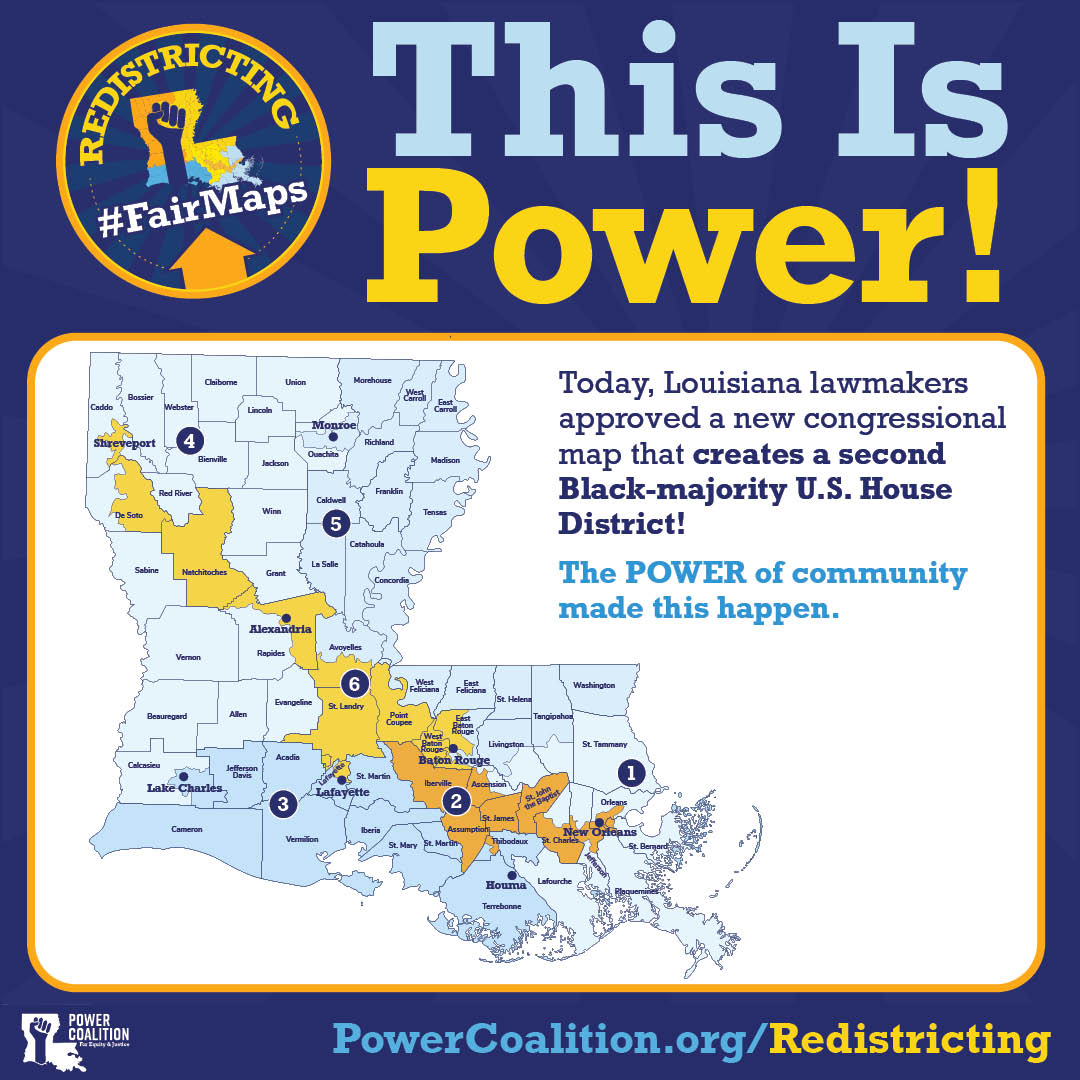 REDISTRICTING
#FairMaps
This Is
Power!
Today, Louisiana lawmakers
approved a new congressional
map that creates a second
Black-majority U.S. House
District!
The POWER of community
made this happen.
Caddo
Bossier
Webster
Claiborne
Lincoln
Union
Morehouse
West
Carroll
East
Carroll
Shreveport
4
Bienville
Jackson
Monroe
Ouachita
Richland
Madison
De Soto
Red River
Winn
Caldwell
Franklin
Tensas
5
Catahoula
Sabine
Natchitoches
Grant
La Salle
Concordia
Alexandria
Rapides
Avoyelles
Vernon
6
St. Landry
Evangeline
Beauregard
Allen
Point
Coupee
West
Feliciana
East
Feliciana
St. Helena
Washington
Tangipahoa
East
Baton
Rouge
West
Baton
Rouge
Baton Rouge
Livingston
St. Tammany
1
Calcasieu
Lake Charles
Jefferson
Davis
Acadia
Lafayette
Lafayette
St. Martin
3
Iberville
Ascension
2
St. James
St. John
the Baptist
Orleans
Cameron
Vermilion
Iberia
St. Mary
St. Martin
Assumption
Thibodaux
St. Charles
New Orleans
Jefferson
St. Bernard
Houma
Terrebonne
Lafourche
Plaquemines
POWER
COALITION
For Equity & Justice
PowerCoalition.org/Redistricting